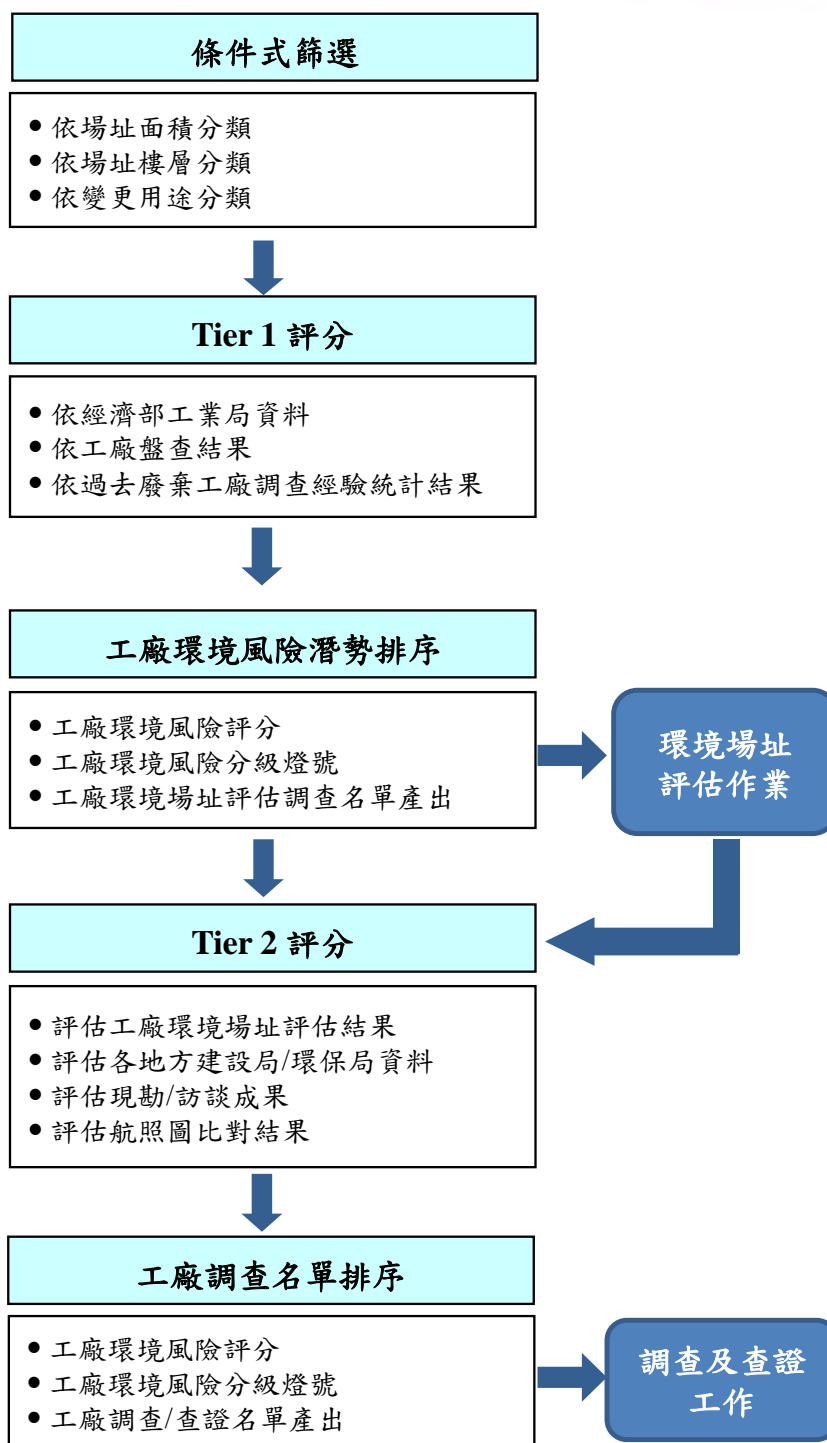 條件式篩選
• 依場址面積分類
• 依場址樓層分類
• 依變更用途分類
Tier 1 評分
• 依經濟部工業局資料
• 依工廠盤查結果
• 依過去廢棄工廠調查經驗統計結果
工廠環境風險潛勢排序
• 工廠環境風險評分
• 工廠環境風險分級燈號
• 工廠環境場址評估調查名單產出
環境場址
評估作業
Tier 2 評分
• 評估工廠環境場址評估結果
• 評估各地方建設局/環保局資料
• 評估現勘/訪談成果
• 評估航照圖比對結果
工廠調查名單排序
• 工廠環境風險評分
• 工廠環境風險分級燈號
• 工廠調查/查證名單產出
調查及查證
工作